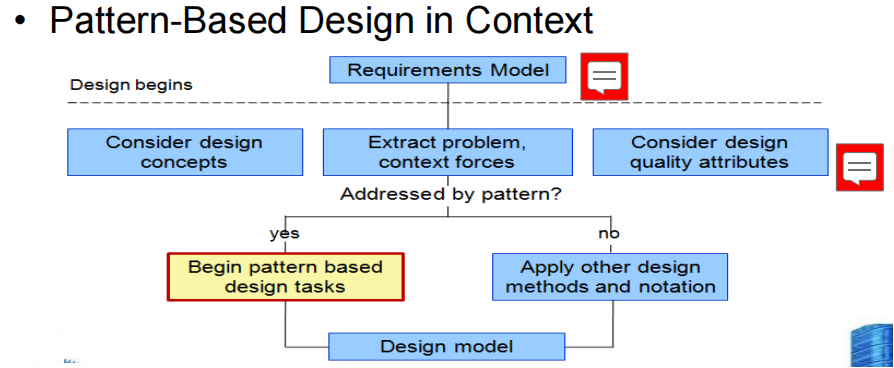 • Pattern-Based Design in Context
Requirements Model
Design begins
Consider design
concepts
Extract problem,
context forces
Consider design
quality attributes
Addressed by pattern?
yes
no
Begin pattern based
design tasks
Apply other design
methods and notation
Design model